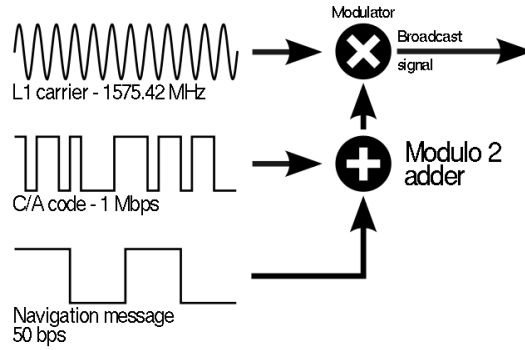 Modulator
Broadcast
signal
L1 carrier - 1575.42 MHz
Modulo 2
adder
C/A code - 1 Mbps
Navigation message
50 bps